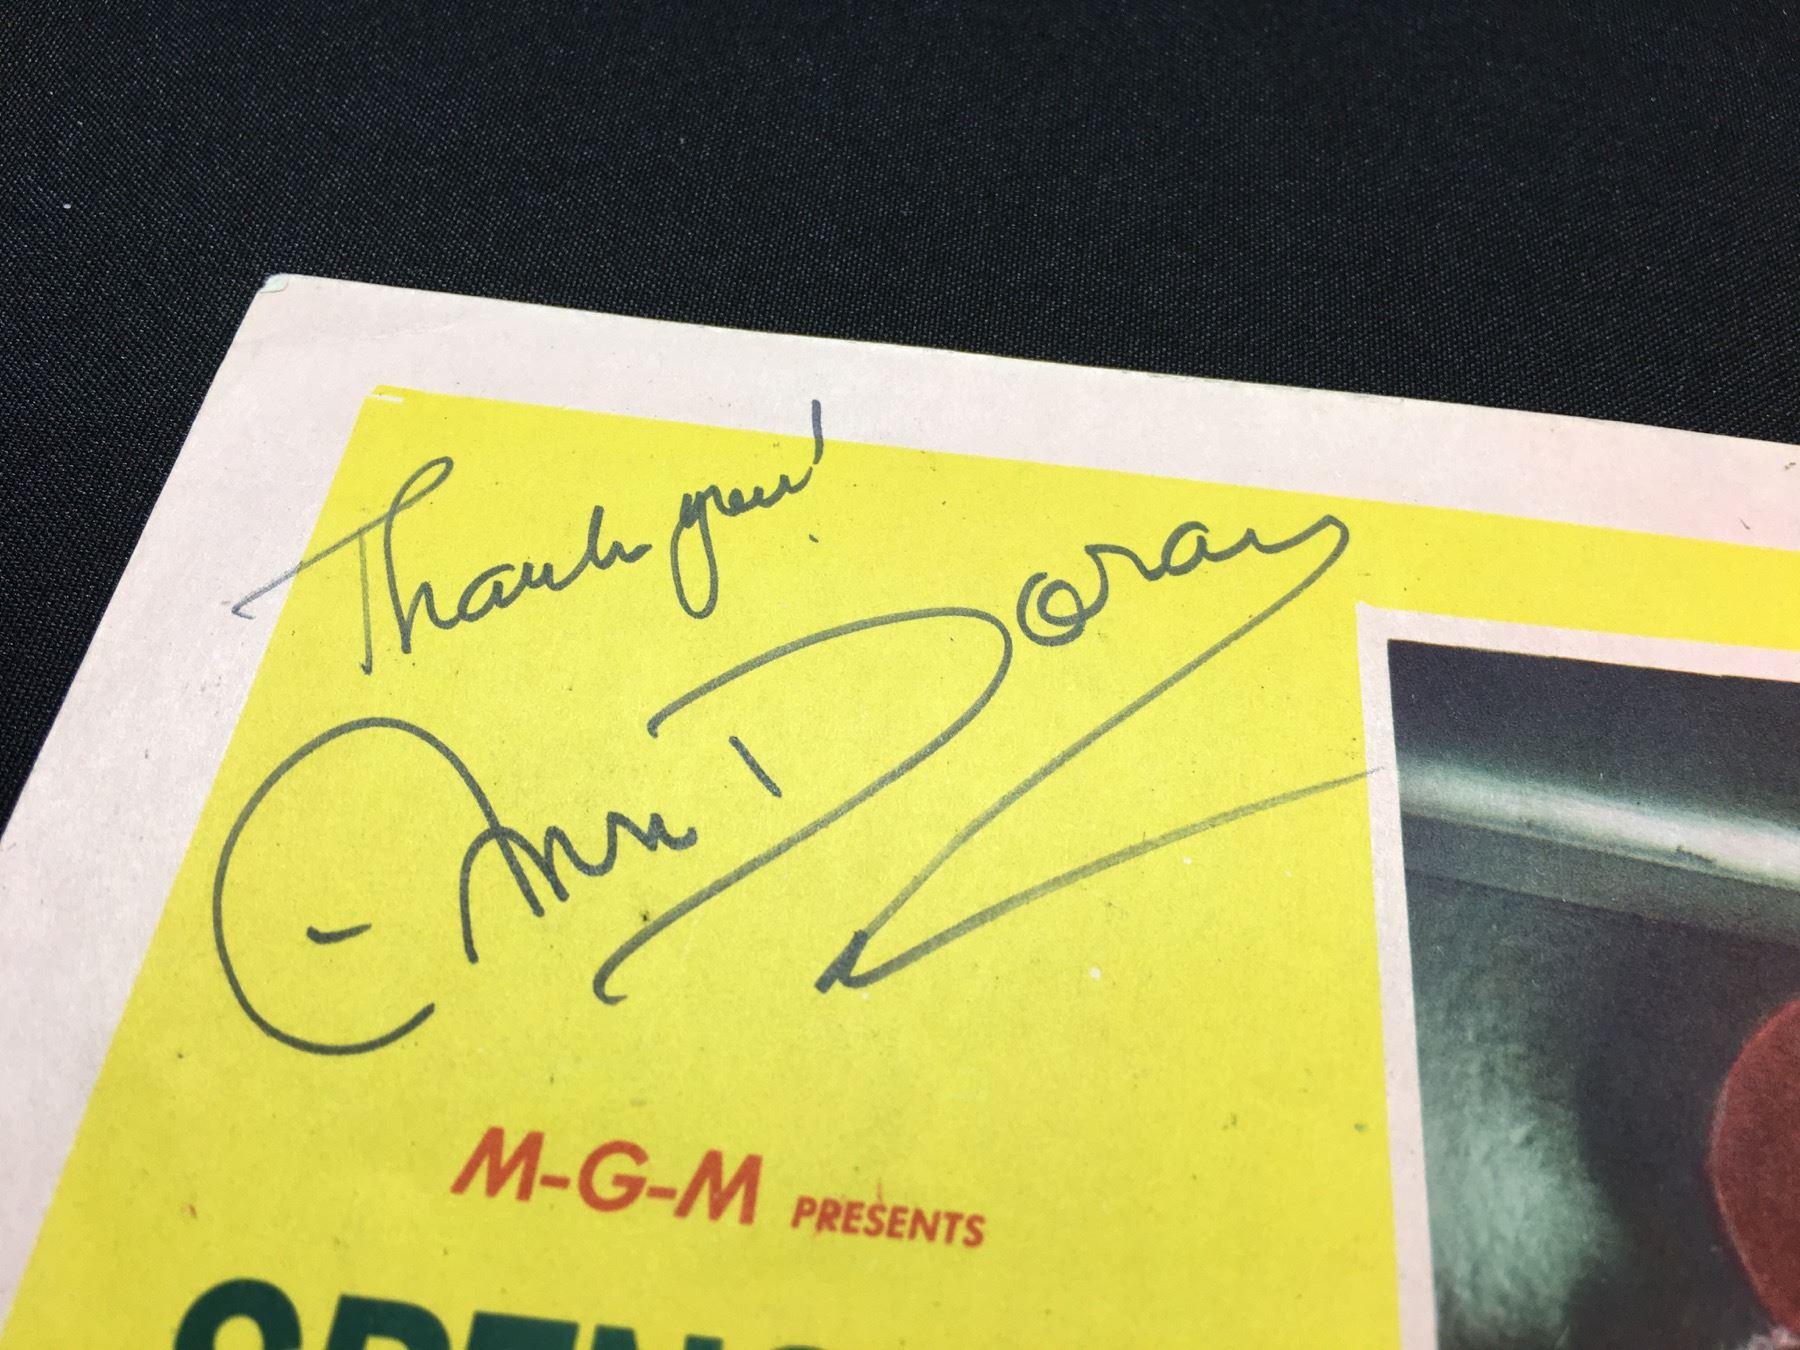 Thank you!
Ann Doran
M-G-M PRESENTS